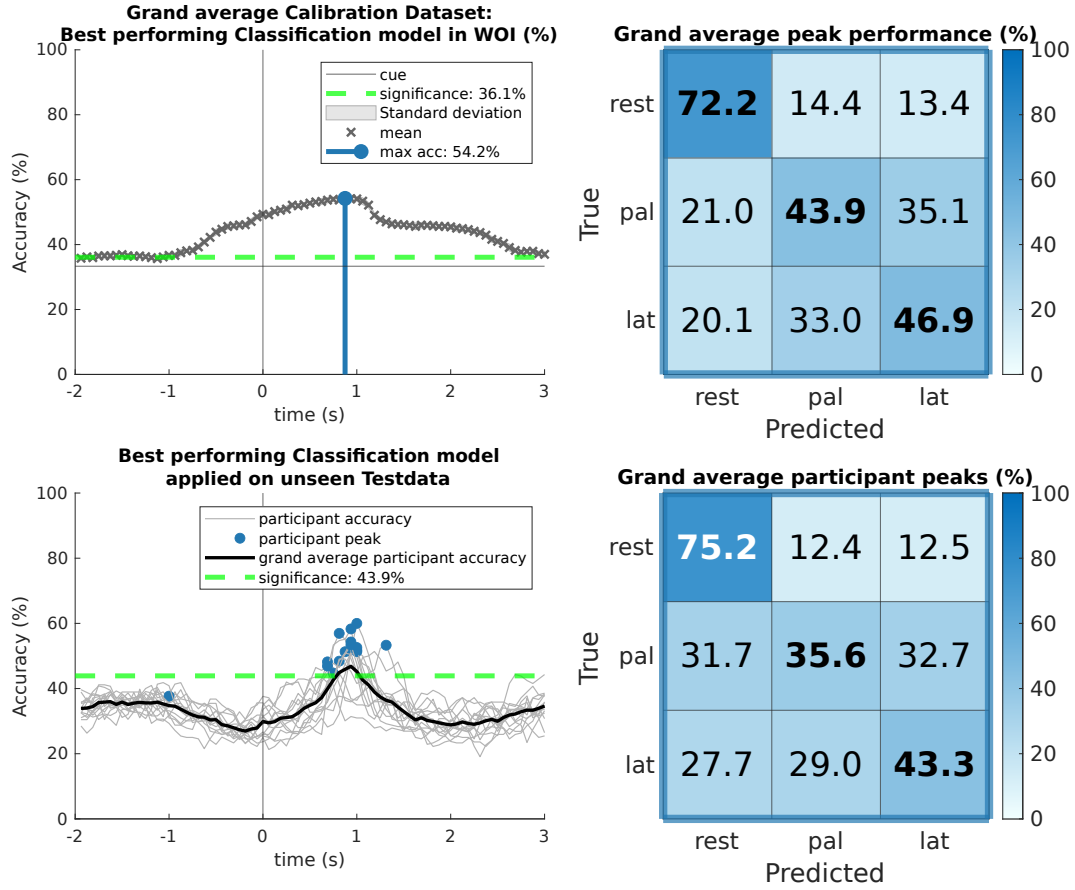 Grand average Calibration Dataset:
Best performing Classification model in WOI (%)
100
80
60
40
20
0
Accuracy (%)
cue
significance: 36.1%
Standard deviation
mean
max acc: 54.2%
-2
-1
0
1
2
3
time (s)
Grand average peak performance (%)
True
rest
72.2
14.4
13.4
pal
21.0
43.9
35.1
lat
20.1
33.0
46.9
rest
pal
lat
Predicted
100
80
60
40
20
0
Best performing Classification model
applied on unseen Testdata
100
80
60
40
20
0
Accuracy (%)
participant accuracy
participant peak
grand average participant accuracy
significance: 43.9%
-2
-1
0
1
2
3
time (s)
Grand average participant peaks (%)
True
rest
75.2
12.4
12.5
pal
31.7
35.6
32.7
lat
27.7
29.0
43.3
rest
pal
lat
Predicted
100
80
60
40
20
0